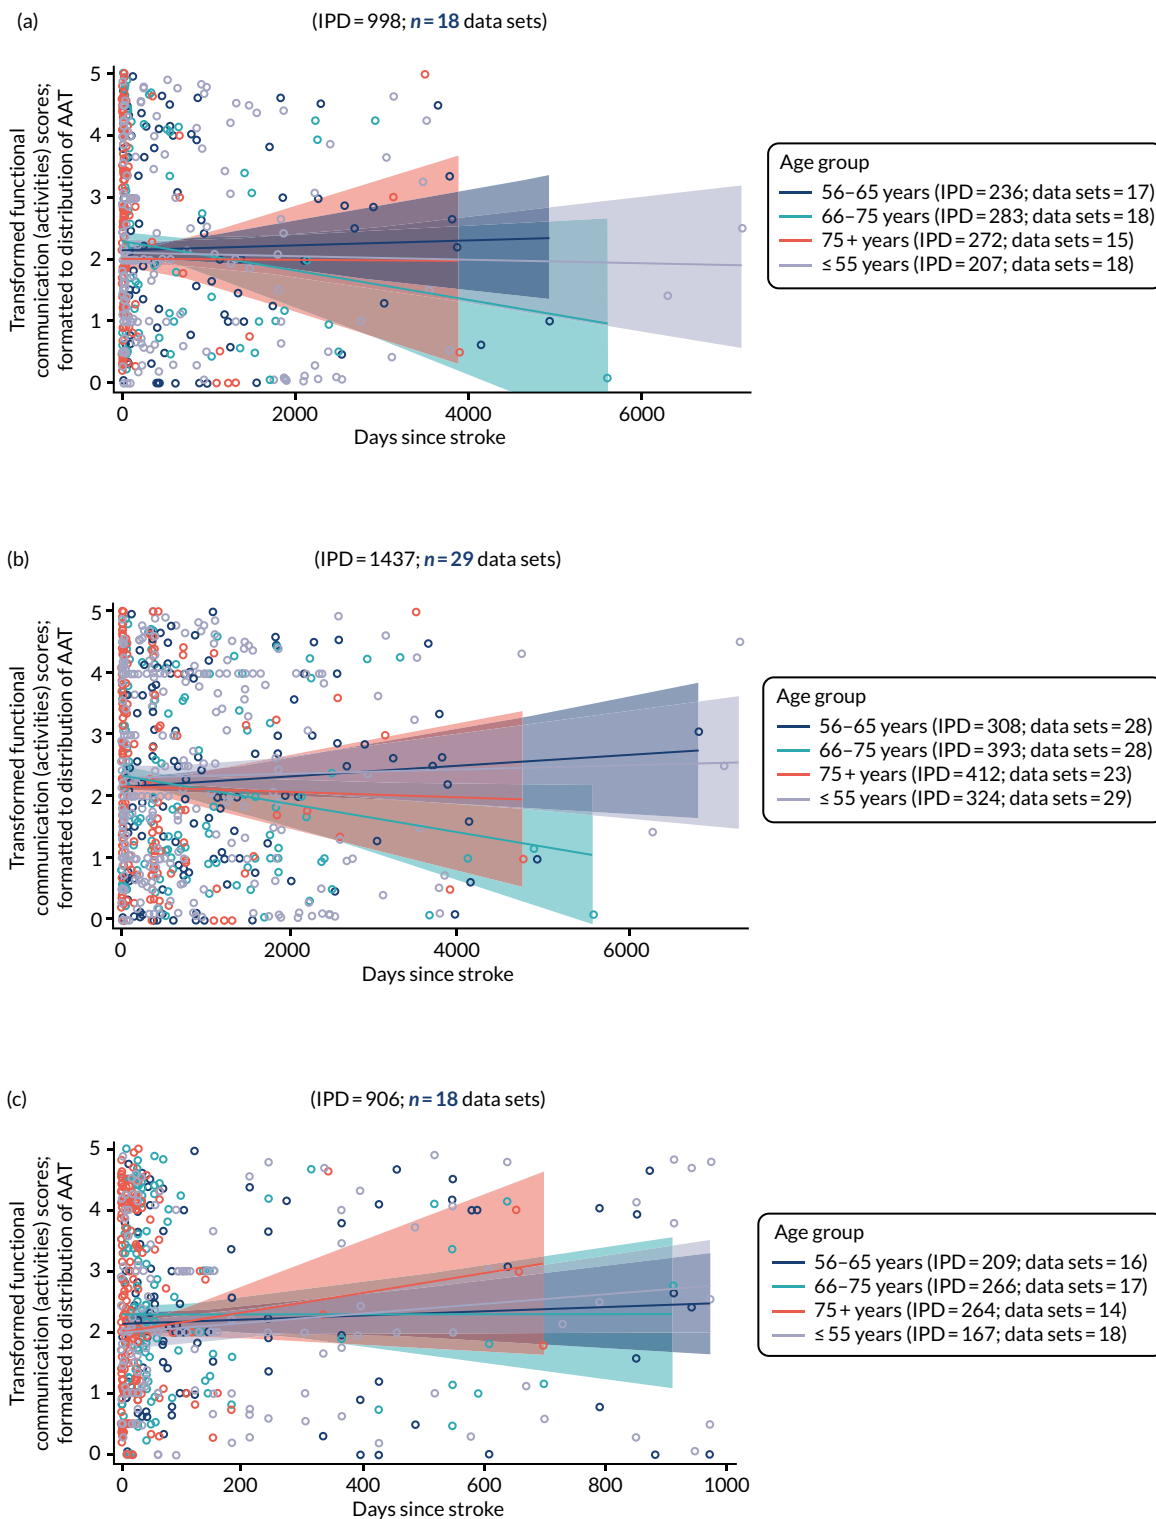 (a)
(IPD = 998; n = 18 data sets)
Transformed functional
communication (activities) scores;
formatted to distribution of AAT
5
4
3
2
1
0
0
2000
4000
6000
Days since stroke
Age group
56–65 years (IPD = 236; data sets = 17)
66–75 years (IPD = 283; data sets = 18)
75+ years (IPD = 272; data sets = 15)
≤ 55 years (IPD = 207; data sets = 18)
(b)
(IPD = 1437; n = 29 data sets)
Transformed functional
communication (activities) scores;
formatted to distribution of AAT
5
4
3
2
1
0
0
2000
4000
6000
Days since stroke
Age group
56–65 years (IPD = 308; data sets = 28)
66–75 years (IPD = 393; data sets = 28)
75+ years (IPD = 412; data sets = 23)
≤ 55 years (IPD = 324; data sets = 29)
(c)
(IPD = 906; n = 18 data sets)
Transformed functional
communication (activities) scores;
formatted to distribution of AAT
5
4
3
2
1
0
0
200
400
600
800
1000
Days since stroke
Age group
56–65 years (IPD = 209; data sets = 16)
66–75 years (IPD = 266; data sets = 17)
75+ years (IPD = 264; data sets = 14)
≤ 55 years (IPD = 167; data sets = 18)